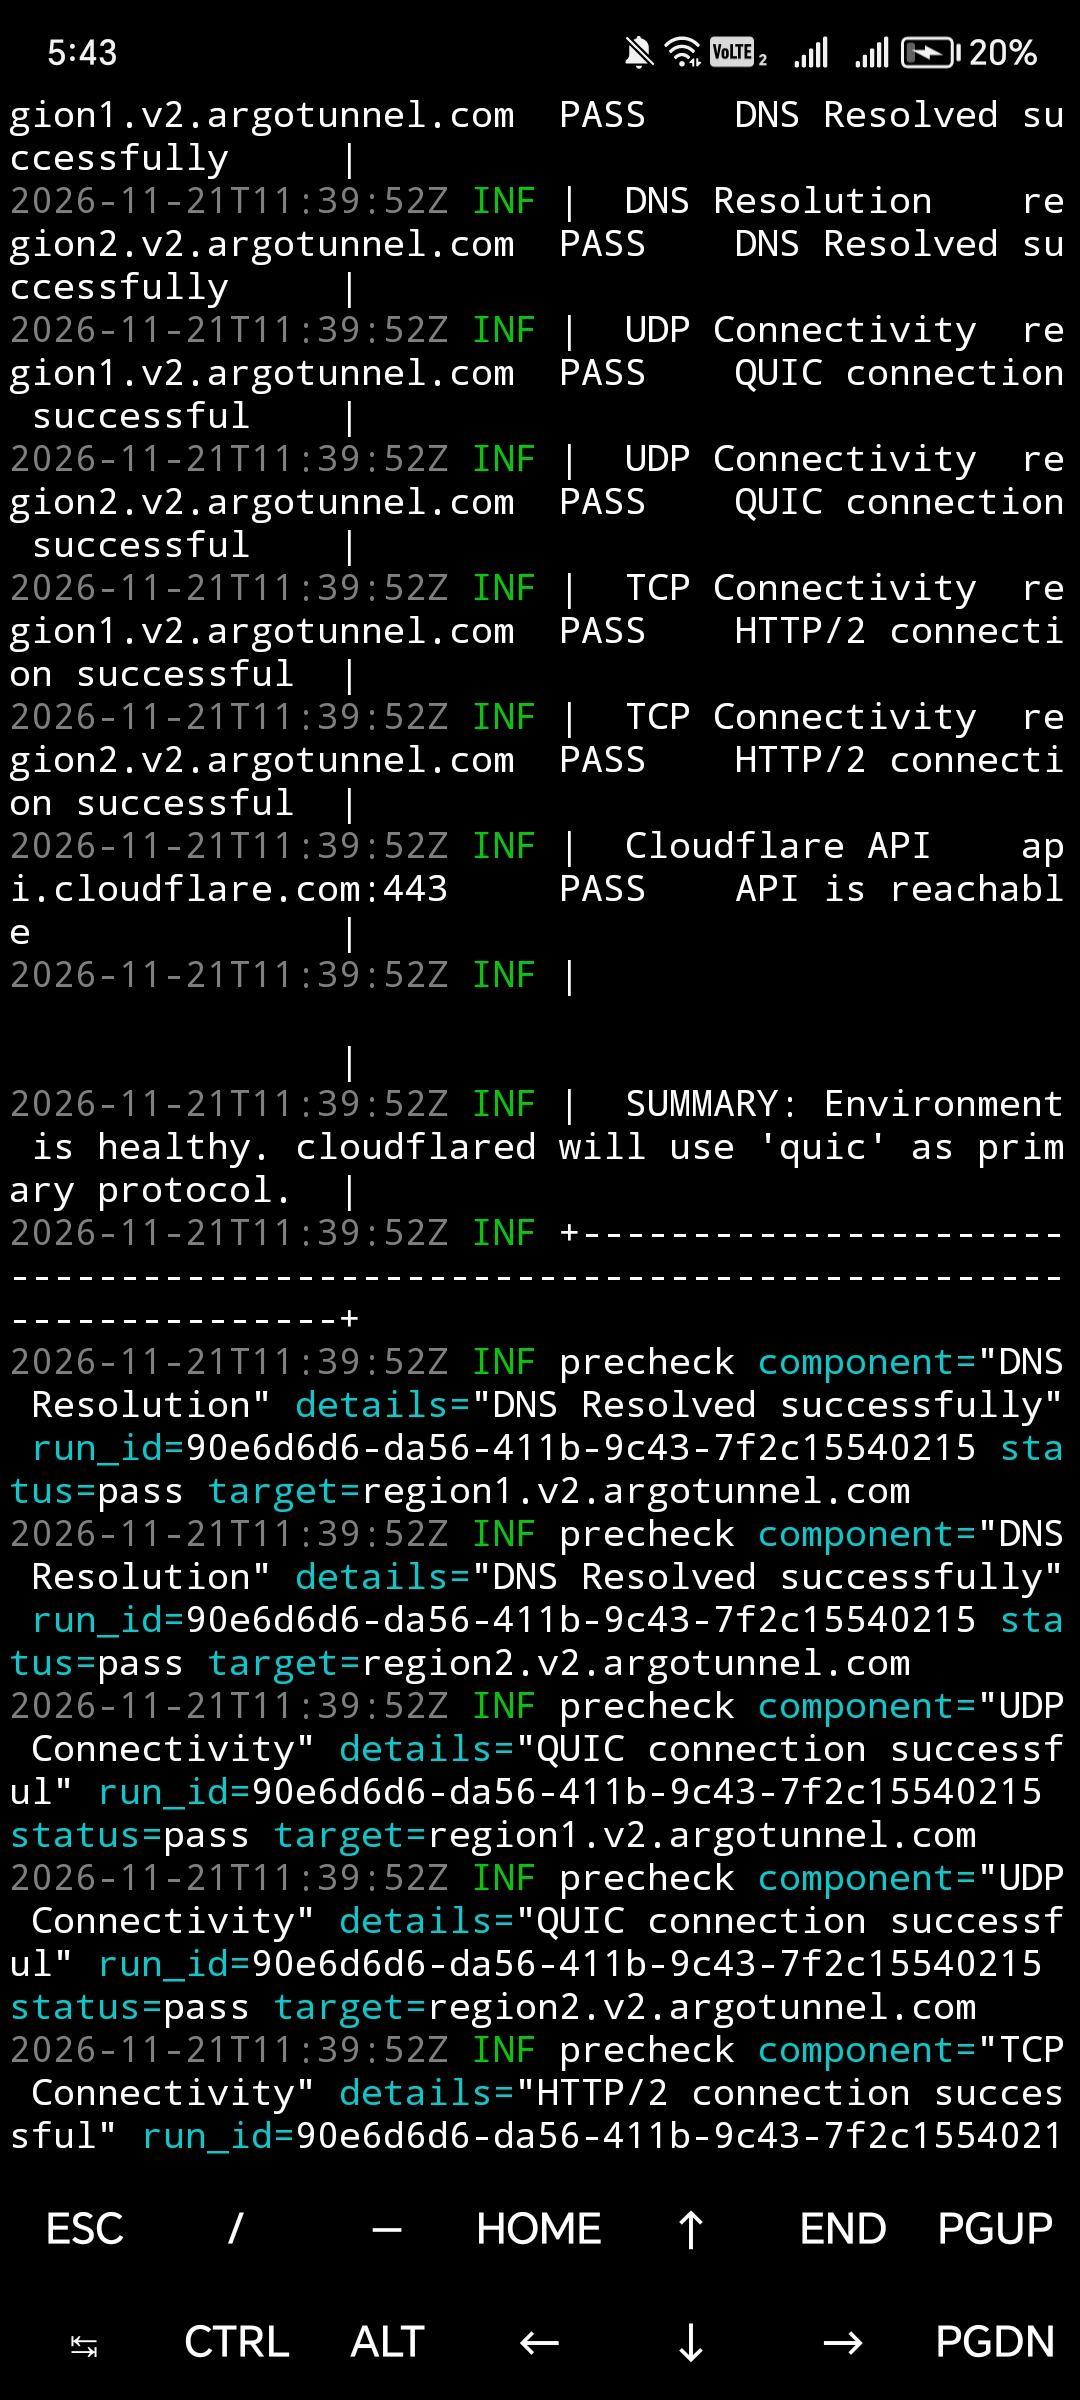 5:43 VoLTE 2 20%
gion1.v2.argotunnel.com  PASS    DNS Resolved su
ccessfully     |
2026-11-21T11:39:52Z INF |  DNS Resolution    re
gion2.v2.argotunnel.com  PASS    DNS Resolved su
ccessfully     |
2026-11-21T11:39:52Z INF |  UDP Connectivity  re
gion1.v2.argotunnel.com  PASS    QUIC connection
 successful    |
2026-11-21T11:39:52Z INF |  UDP Connectivity  re
gion2.v2.argotunnel.com  PASS    QUIC connection
 successful    |
2026-11-21T11:39:52Z INF |  TCP Connectivity  re
gion1.v2.argotunnel.com  PASS    HTTP/2 connecti
on successful  |
2026-11-21T11:39:52Z INF |  TCP Connectivity  re
gion2.v2.argotunnel.com  PASS    HTTP/2 connecti
on successful  |
2026-11-21T11:39:52Z INF |  Cloudflare API    ap
i.cloudflare.com:443     PASS    API is reachabl
e              |
2026-11-21T11:39:52Z INF |
               |
2026-11-21T11:39:52Z INF |  SUMMARY: Environment
 is healthy. cloudflared will use 'quic' as prim
ary protocol.  |
2026-11-21T11:39:52Z INF +----------------------
------------------------------------------------
---------------+
2026-11-21T11:39:52Z INF precheck component="DNS
 Resolution" details="DNS Resolved successfully"
 run_id=90e6d6d6-da56-411b-9c43-7f2c15540215 sta
tus=pass target=region1.v2.argotunnel.com
2026-11-21T11:39:52Z INF precheck component="DNS
 Resolution" details="DNS Resolved successfully"
 run_id=90e6d6d6-da56-411b-9c43-7f2c15540215 sta
tus=pass target=region2.v2.argotunnel.com
2026-11-21T11:39:52Z INF precheck component="UDP
 Connectivity" details="QUIC connection successf
ul" run_id=90e6d6d6-da56-411b-9c43-7f2c15540215
status=pass target=region1.v2.argotunnel.com
2026-11-21T11:39:52Z INF precheck component="UDP
 Connectivity" details="QUIC connection successf
ul" run_id=90e6d6d6-da56-411b-9c43-7f2c15540215
status=pass target=region2.v2.argotunnel.com
2026-11-21T11:39:52Z INF precheck component="TCP
 Connectivity" details="HTTP/2 connection succes
sful" run_id=90e6d6d6-da56-411b-9c43-7f2c1554021
ESC / — HOME ↑ END PGUP
↹ CTRL ALT ← ↓ → PGDN